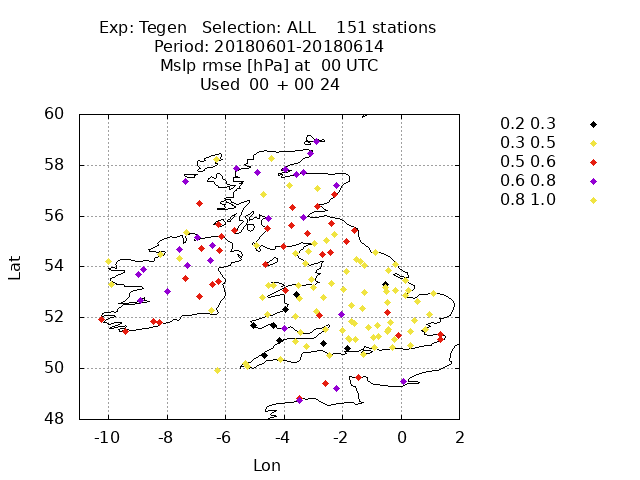 Exp: Tegen Selection: ALL 151 stations
Period: 20180601-20180614
Mslp rmse [hPa] at 00 UTC
Used 00 + 00 24
0.2 0.3
0.3 0.5
0.5 0.6
0.6 0.8
0.8 1.0
60
58
56
54
52
50
48
Lat
-10 -8 -6 -4 -2 0 2
Lon